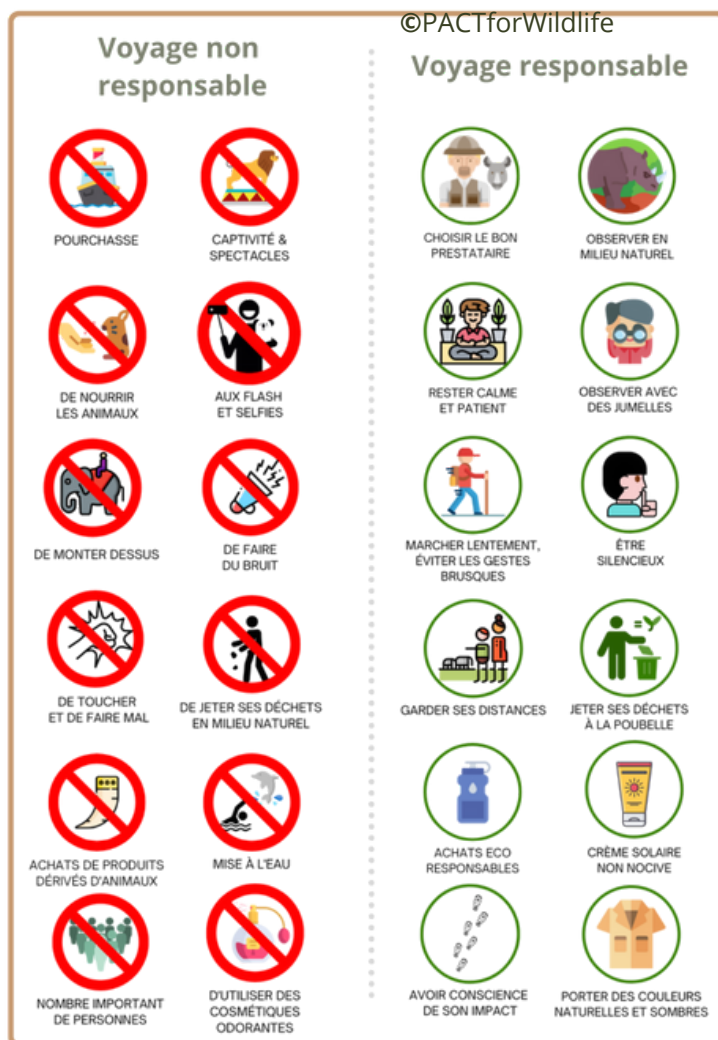 ©PACTforWildlife
Voyage non
responsable
POURCHASSE
CAPTIVITÉ &
SPECTACLES
DE NOURRIR
LES ANIMAUX
AUX FLASH
ET SELFIES
DE MONTER DESSUS
DE FAIRE
DU BRUIT
DE TOUCHER
ET DE FAIRE MAL
DE JETER SES DÉCHETS
EN MILIEU NATUREL
ACHATS DE PRODUITS
DÉRIVÉS D'ANIMAUX
MISE À L'EAU
NOMBRE IMPORTANT
DE PERSONNES
D'UTILISER DES
COSMÉTIQUES
ODORANTES
Voyage responsable
CHOISIR LE BON
PRESTATAIRE
OBSERVER EN
MILIEU NATUREL
RESTER CALME
ET PATIENT
OBSERVER AVEC
DES JUMELLES
MARCHER LENTEMENT,
ÉVITER LES GESTES
BRUSQUES
ÊTRE
SILENCIEUX
GARDER SES DISTANCES
JETER SES DÉCHETS
À LA POUBELLE
ACHATS ECO
RESPONSABLES
CRÈME SOLAIRE
NON NOCIVE
AVOIR CONSCIENCE
DE SON IMPACT
PORTER DES COULEURS
NATURELLES ET SOMBRES